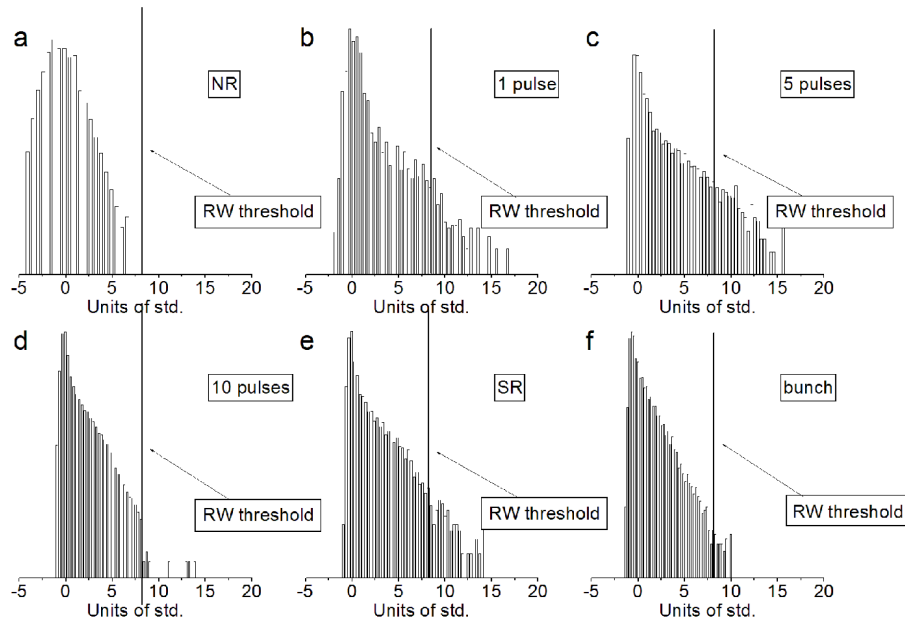 a
NR
RW threshold
-5 0 5 10 15 20
Units of std.
b
1 pulse
RW threshold
-5 0 5 10 15 20
Units of std.
c
5 pulses
RW threshold
-5 0 5 10 15 20
Units of std.
d
10 pulses
RW threshold
-5 0 5 10 15 20
Units of std.
e
SR
RW threshold
-5 0 5 10 15 20
Units of std.
f
bunch
RW threshold
-5 0 5 10 15 20
Units of std.